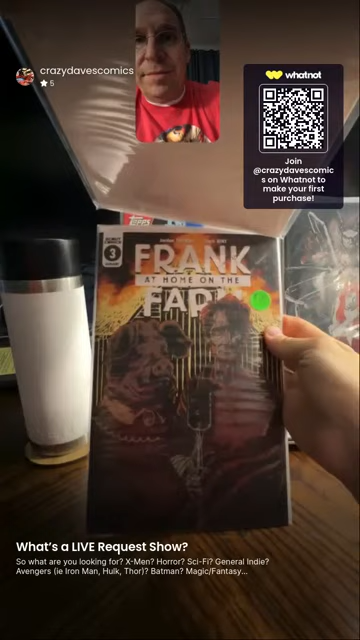 crazydavescomics
★ 5
whatnot
Join
@crazydavescomic
s on Whatnot to
make your first
purchase!
TOPPS
3
FRANK
AT HOME ON THE
FARM
What's a LIVE Request Show?
So what are you looking for? X-Men? Horror? Sci-Fi? General Indie?
Avengers (ie Iron Man, Hulk, Thor)? Batman? Magic/Fantasy...